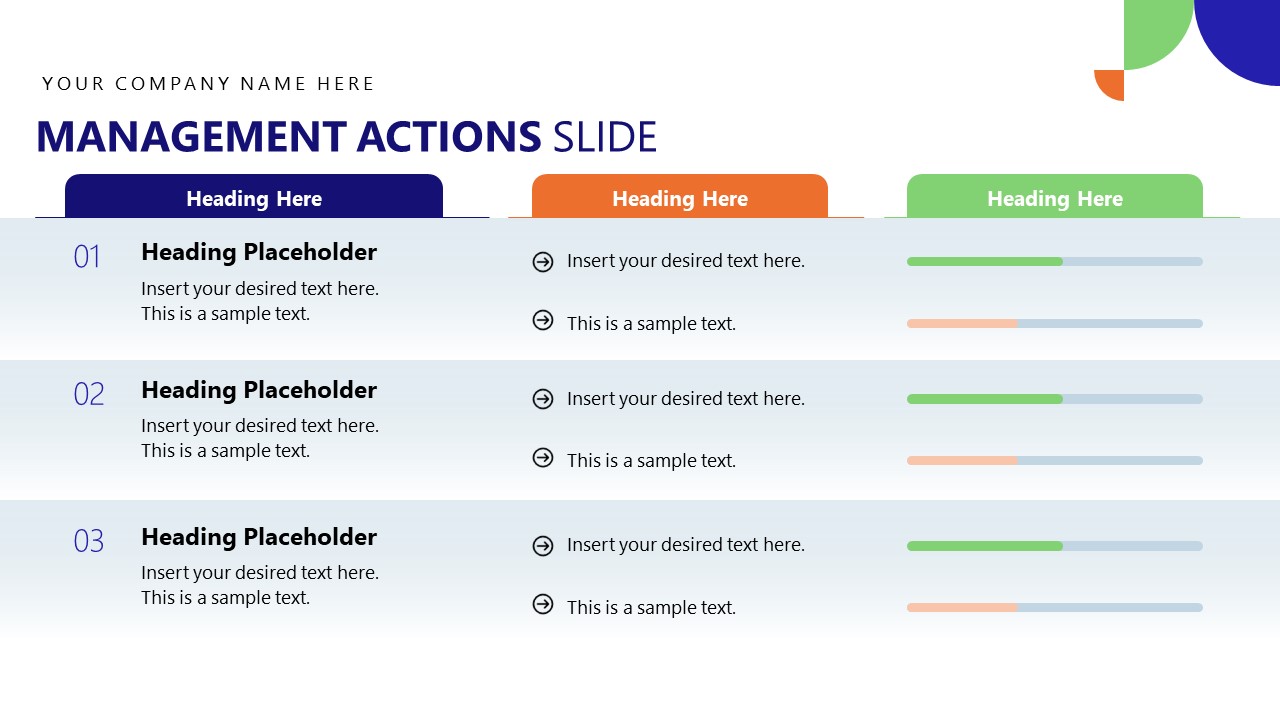 YOUR COMPANY NAME HERE
MANAGEMENT ACTIONS SLIDE
Heading Here
Heading Here
Heading Here
01
Heading Placeholder
Insert your desired text here.
This is a sample text.
Insert your desired text here.
This is a sample text.
02
Heading Placeholder
Insert your desired text here.
This is a sample text.
Insert your desired text here.
This is a sample text.
03
Heading Placeholder
Insert your desired text here.
This is a sample text.
Insert your desired text here.
This is a sample text.